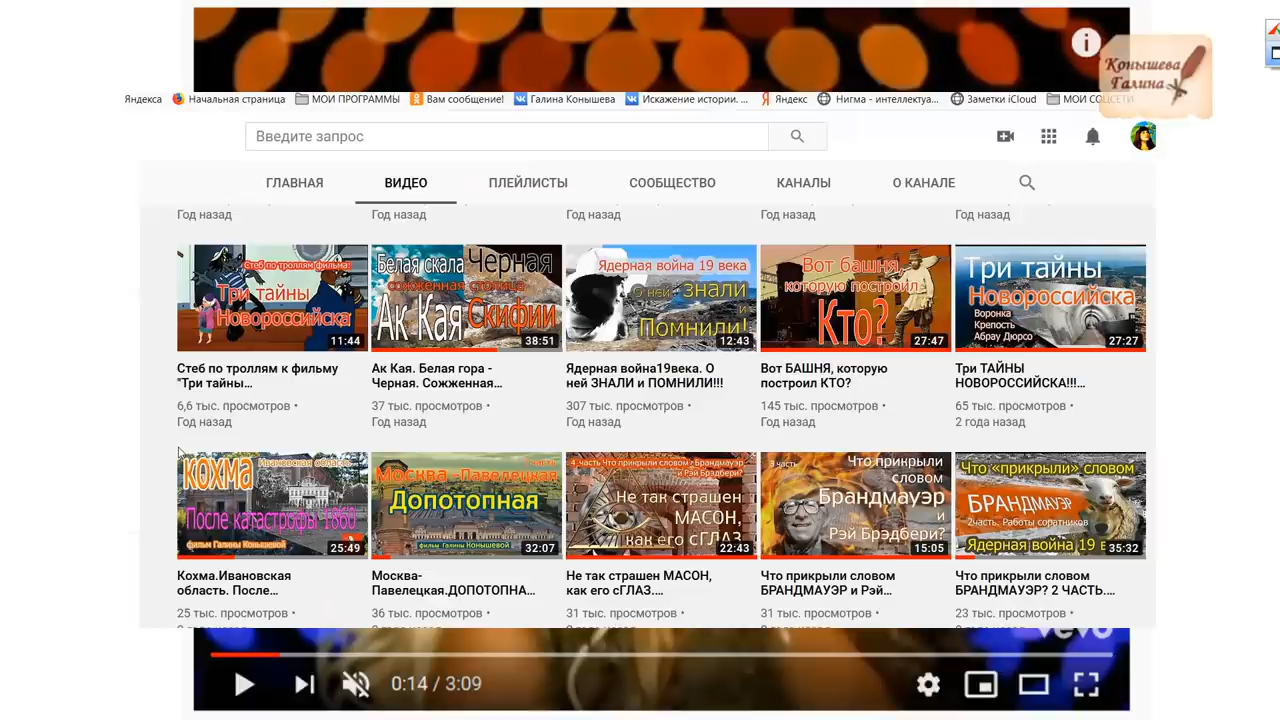 Конышева
Галина
Яндекса
Начальная страница
МОИ ПРОГРАММЫ
Вам сообщение!
Галина Конышева
Искажение истории. ...
Яндекс
Нигма - интеллектуа...
Заметки iCloud
МОИ СОЦСЕТИ
Введите запрос
ГЛАВНАЯ
ВИДЕО
ПЛЕЙЛИСТЫ
СООБЩЕСТВО
КАНАЛЫ
О КАНАЛЕ
Год назад
Год назад
Год назад
Год назад
Год назад
Стеб по троллям фильма!
Три тайны
Новороссийска
11:44
Белая скала Черная
сожженная столица
Ак Кая Скифии
38:51
Ядерная война 19 века
О ней знали
и
Помнили!
12:43
Вот башня,
которую построил
Кто?
27:47
Три тайны
Новороссийска
Воронка
Крепость
Абрау Дюрсо
27:27
Стеб по троллям к фильму
"Три тайны...
6,6 тыс. просмотров •
Год назад
Ак Кая. Белая гора -
Черная. Сожженная...
37 тыс. просмотров •
Год назад
Ядерная война19века. О
ней ЗНАЛИ и ПОМНИЛИ!!!
307 тыс. просмотров •
Год назад
Вот БАШНЯ, которую
построил КТО?
145 тыс. просмотров •
Год назад
Три ТАЙНЫ
НОВОРОССИЙСКА!!!...
65 тыс. просмотров •
2 года назад
кохма Ивановская область
После катастрофы 1860
фильм Галины Конышевой
25:49
Москва -Павелецкая
Допотопная
фильм Галины КОНЫШЕВОЙ
32:07
4 часть Что прикрыли словом Брандмауэр
и Рэй Брэдбери?
Не так страшен
МАСОН,
как его сГЛАЗ
22:43
3 часть
Что прикрыли
словом
Брандмауэр
и
Рэй Брэдбери?
15:05
Что «прикрыли» словом
БРАНДМАУЭР
2часть. Работы соратников
Ядерная война 19 в
35:32
Кохма.Ивановская
область. После...
25 тыс. просмотров •
Москва-
Павелецкая.ДОПОТОПНА...
36 тыс. просмотров •
Не так страшен МАСОН,
как его сГЛАЗ....
31 тыс. просмотров •
Что прикрыли словом
БРАНДМАУЭР и Рэй...
31 тыс. просмотров •
Что прикрыли словом
БРАНДМАУЭР? 2 ЧАСТЬ....
23 тыс. просмотров •
vevo
0:14 / 3:09